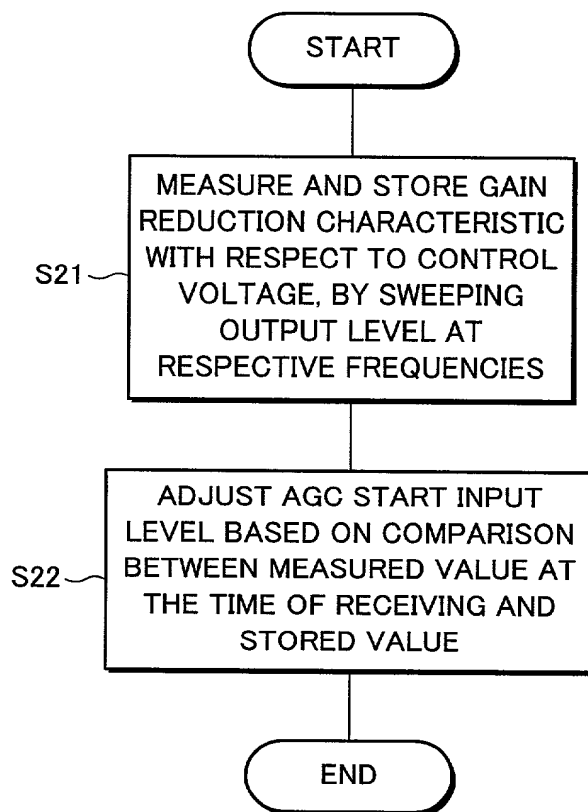 START
MEASURE AND STORE GAIN
REDUCTION CHARACTERISTIC
WITH RESPECT TO CONTROL
VOLTAGE, BY SWEEPING
OUTPUT LEVEL AT
RESPECTIVE FREQUENCIES
S21
ADJUST AGC START INPUT
LEVEL BASED ON COMPARISON
BETWEEN MEASURED VALUE AT
THE TIME OF RECEIVING AND
STORED VALUE
S22
END